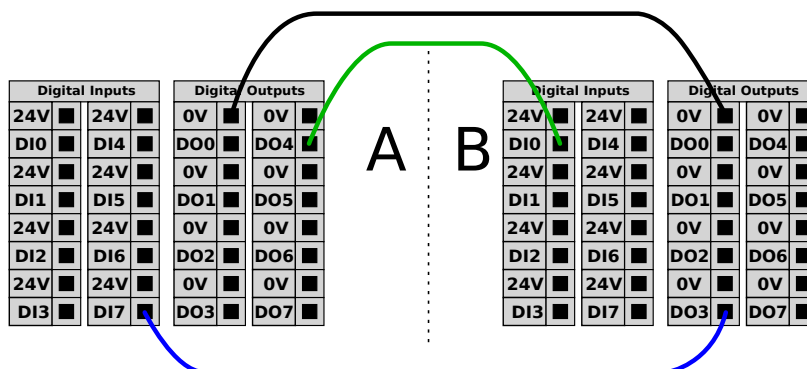 Digital Inputs Digital Outputs Digital Inputs Digital Outputs
24V 24V 0V 0V 24V 24V 0V 0V
DI0 DI4 DO0 DO4 A B DI0 DI4 DO0 DO4
24V 24V 0V 0V 24V 24V 0V 0V
DI1 DI5 DO1 DO5 DI1 DI5 DO1 DO5
24V 24V 0V 0V 24V 24V 0V 0V
DI2 DI6 DO2 DO6 DI2 DI6 DO2 DO6
24V 24V 0V 0V 24V 24V 0V 0V
DI3 DI7 DO3 DO7 DI3 DI7 DO3 DO7